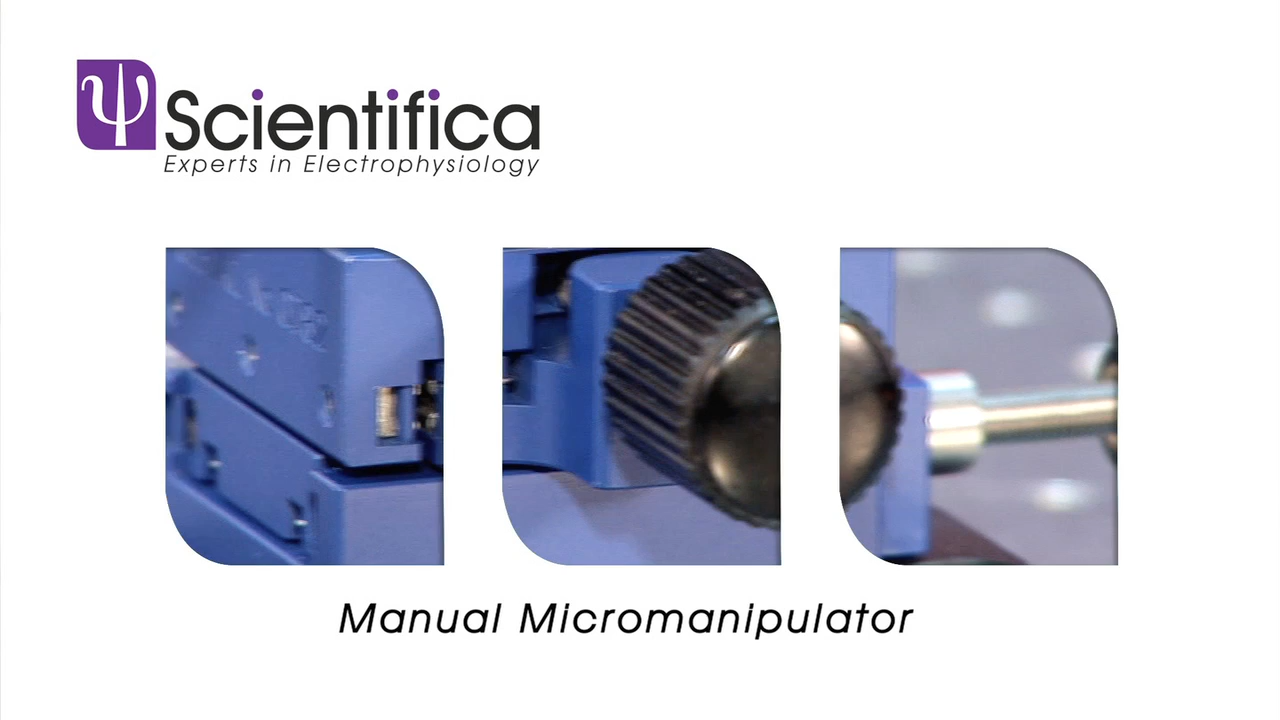 Scientifica
Experts in Electrophysiology
Manual Micromanipulator